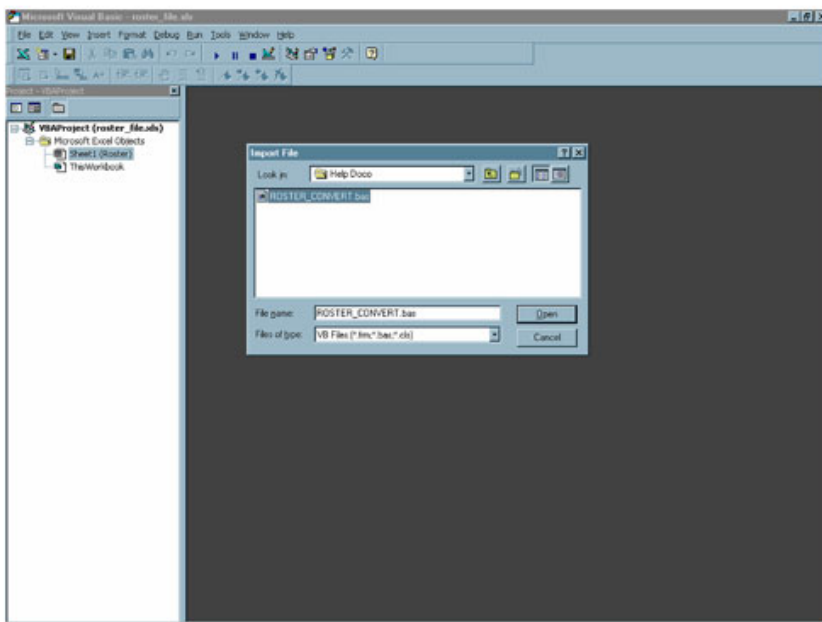 Microsoft Visual Basic - roster_file.xls
File Edit View Insert Format Debug Run Tools Window Help
Project - VBAProject
VBAProject (roster_file.xls)
Microsoft Excel Objects
Sheet1 (Roster)
ThisWorkbook
Import File
Look in: Help Doco
ROSTER_CONVERT.bas
File name: ROSTER_CONVERT.bas
Open
Files of type: VB Files (*.frm;*.bas;*.cls)
Cancel